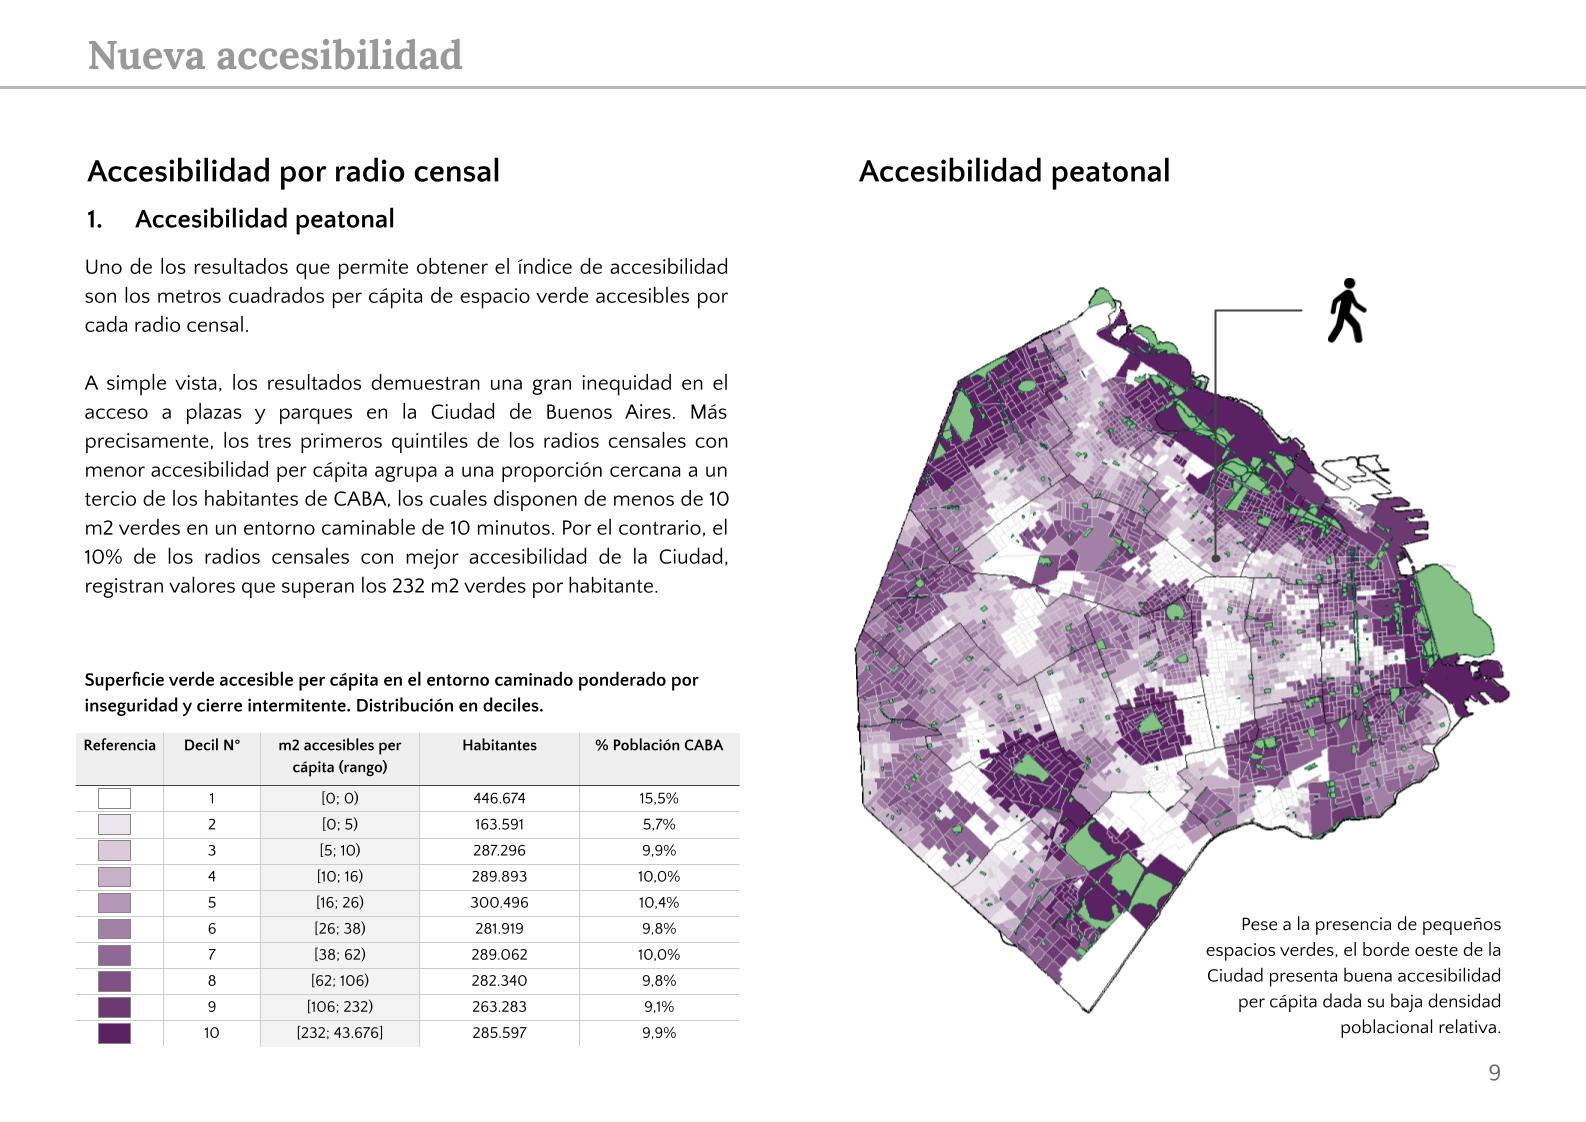 Nueva accesibilidad
Accesibilidad por radio censal
1. Accesibilidad peatonal
Uno de los resultados que permite obtener el índice de accesibilidad
son los metros cuadrados per cápita de espacio verde accesibles por
cada radio censal.
A simple vista, los resultados demuestran una gran inequidad en el
acceso a plazas y parques en la Ciudad de Buenos Aires. Más
precisamente, los tres primeros quintiles de los radios censales con
menor accesibilidad per cápita agrupa a una proporción cercana a un
tercio de los habitantes de CABA, los cuales disponen de menos de 10
m2 verdes en un entorno caminable de 10 minutos. Por el contrario, el
10% de los radios censales con mejor accesibilidad de la Ciudad,
registran valores que superan los 232 m2 verdes por habitante.
Superficie verde accesible per cápita en el entorno caminado ponderado por
inseguridad y cierre intermitente. Distribución en deciles.
Referencia Decil N° m2 accesibles per Habitantes % Población CABA
cápita (rango)
1 [0; 0) 446.674 15,5%
2 [0; 5) 163.591 5,7%
3 [5; 10) 287.296 9,9%
4 [10; 16) 289.893 10,0%
5 [16; 26) 300.496 10,4%
6 [26; 38) 281.919 9,8%
7 [38; 62) 289.062 10,0%
8 [62; 106) 282.340 9,8%
9 [106; 232) 263.283 9,1%
10 [232; 43.676] 285.597 9,9%
Accesibilidad peatonal
Pese a la presencia de pequeños
espacios verdes, el borde oeste de la
Ciudad presenta buena accesibilidad
per cápita dada su baja densidad
poblacional relativa.
9